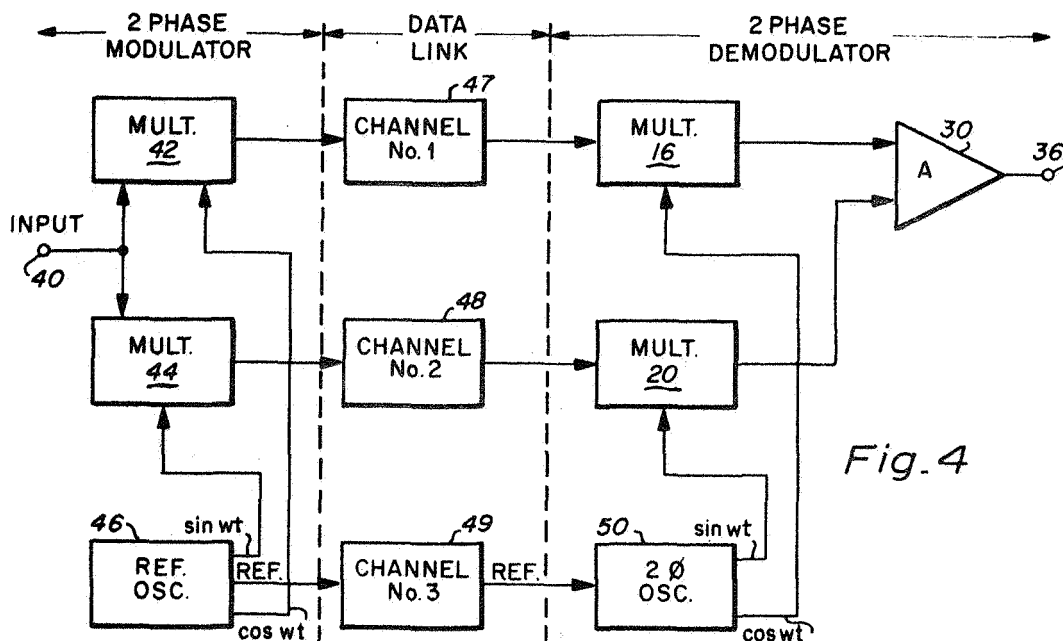 2 PHASE
MODULATOR
DATA
LINK
2 PHASE
DEMODULATOR
MULT.
42
47
CHANNEL
No. 1
MULT.
16
30
A
36
INPUT
40
MULT.
44
48
CHANNEL
No. 2
MULT.
20
Fig. 4
46
REF.
OSC.
sin wt
REF.
cos wt
49
CHANNEL
No. 3
REF.
50
2 Ø
OSC.
sin wt
cos wt